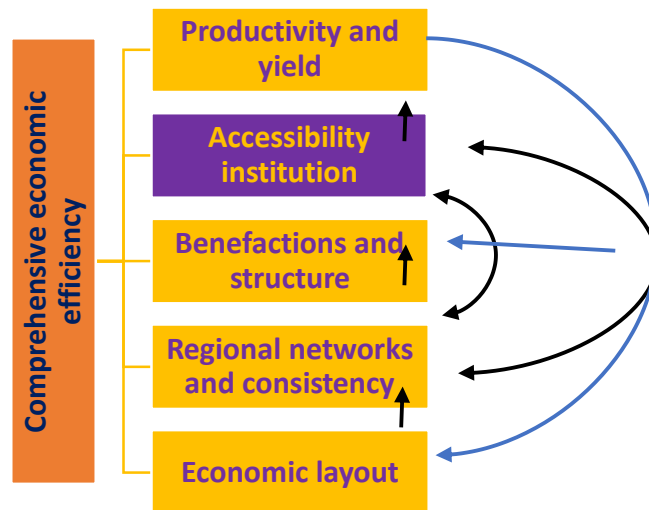 Comprehensive economic
efficiency
Productivity and
yield
Accessibility
institution
Benefactions and
structure
Regional networks
and consistency
Economic layout